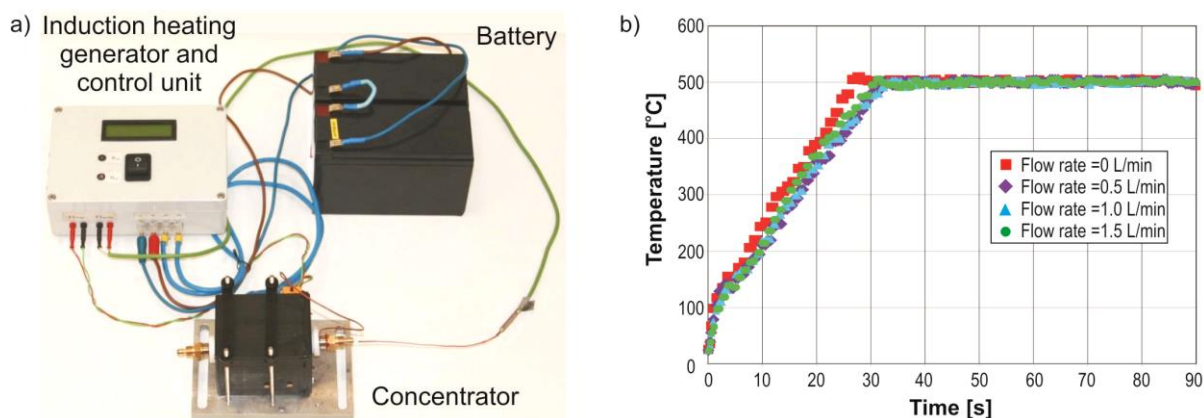 a)
Induction heating
generator and
control unit
Battery
Concentrator
b)
600
500
400
300
200
100
0
Temperature [°C]
Flow rate =0 L/min
Flow rate =0.5 L/min
Flow rate =1.0 L/min
Flow rate =1.5 L/min
0 10 20 30 40 50 60 70 80 90
Time [s]